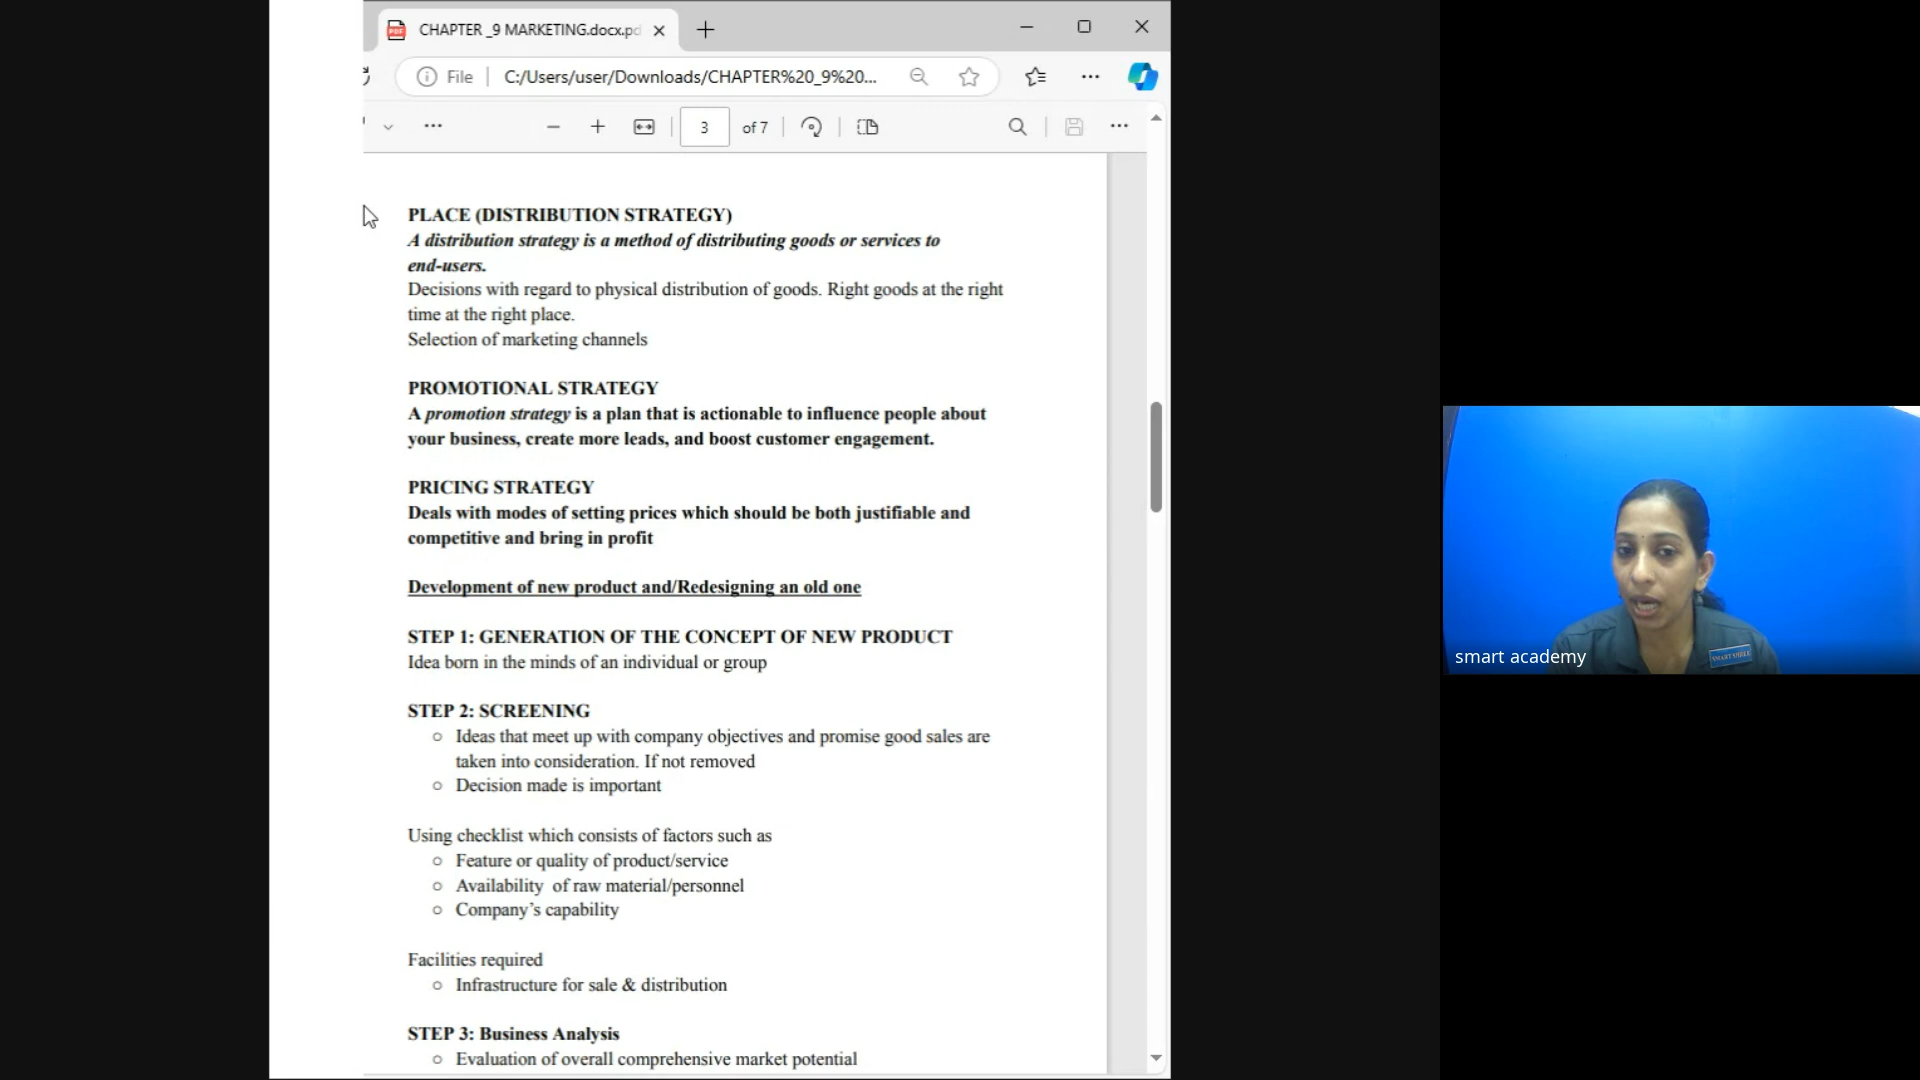 CHAPTER _9 MARKETING.docx.pd
File
C:/Users/user/Downloads/CHAPTER%20_9%20...
3 of 7
PLACE (DISTRIBUTION STRATEGY)
A distribution strategy is a method of distributing goods or services to
end-users.
Decisions with regard to physical distribution of goods. Right goods at the right
time at the right place.
Selection of marketing channels
PROMOTIONAL STRATEGY
A promotion strategy is a plan that is actionable to influence people about
your business, create more leads, and boost customer engagement.
PRICING STRATEGY
Deals with modes of setting prices which should be both justifiable and
competitive and bring in profit
Development of new product and/Redesigning an old one
STEP 1: GENERATION OF THE CONCEPT OF NEW PRODUCT
Idea born in the minds of an individual or group
STEP 2: SCREENING
Ideas that meet up with company objectives and promise good sales are
taken into consideration. If not removed
Decision made is important
Using checklist which consists of factors such as
Feature or quality of product/service
Availability of raw material/personnel
Company’s capability
Facilities required
Infrastructure for sale & distribution
STEP 3: Business Analysis
Evaluation of overall comprehensive market potential
smart academy